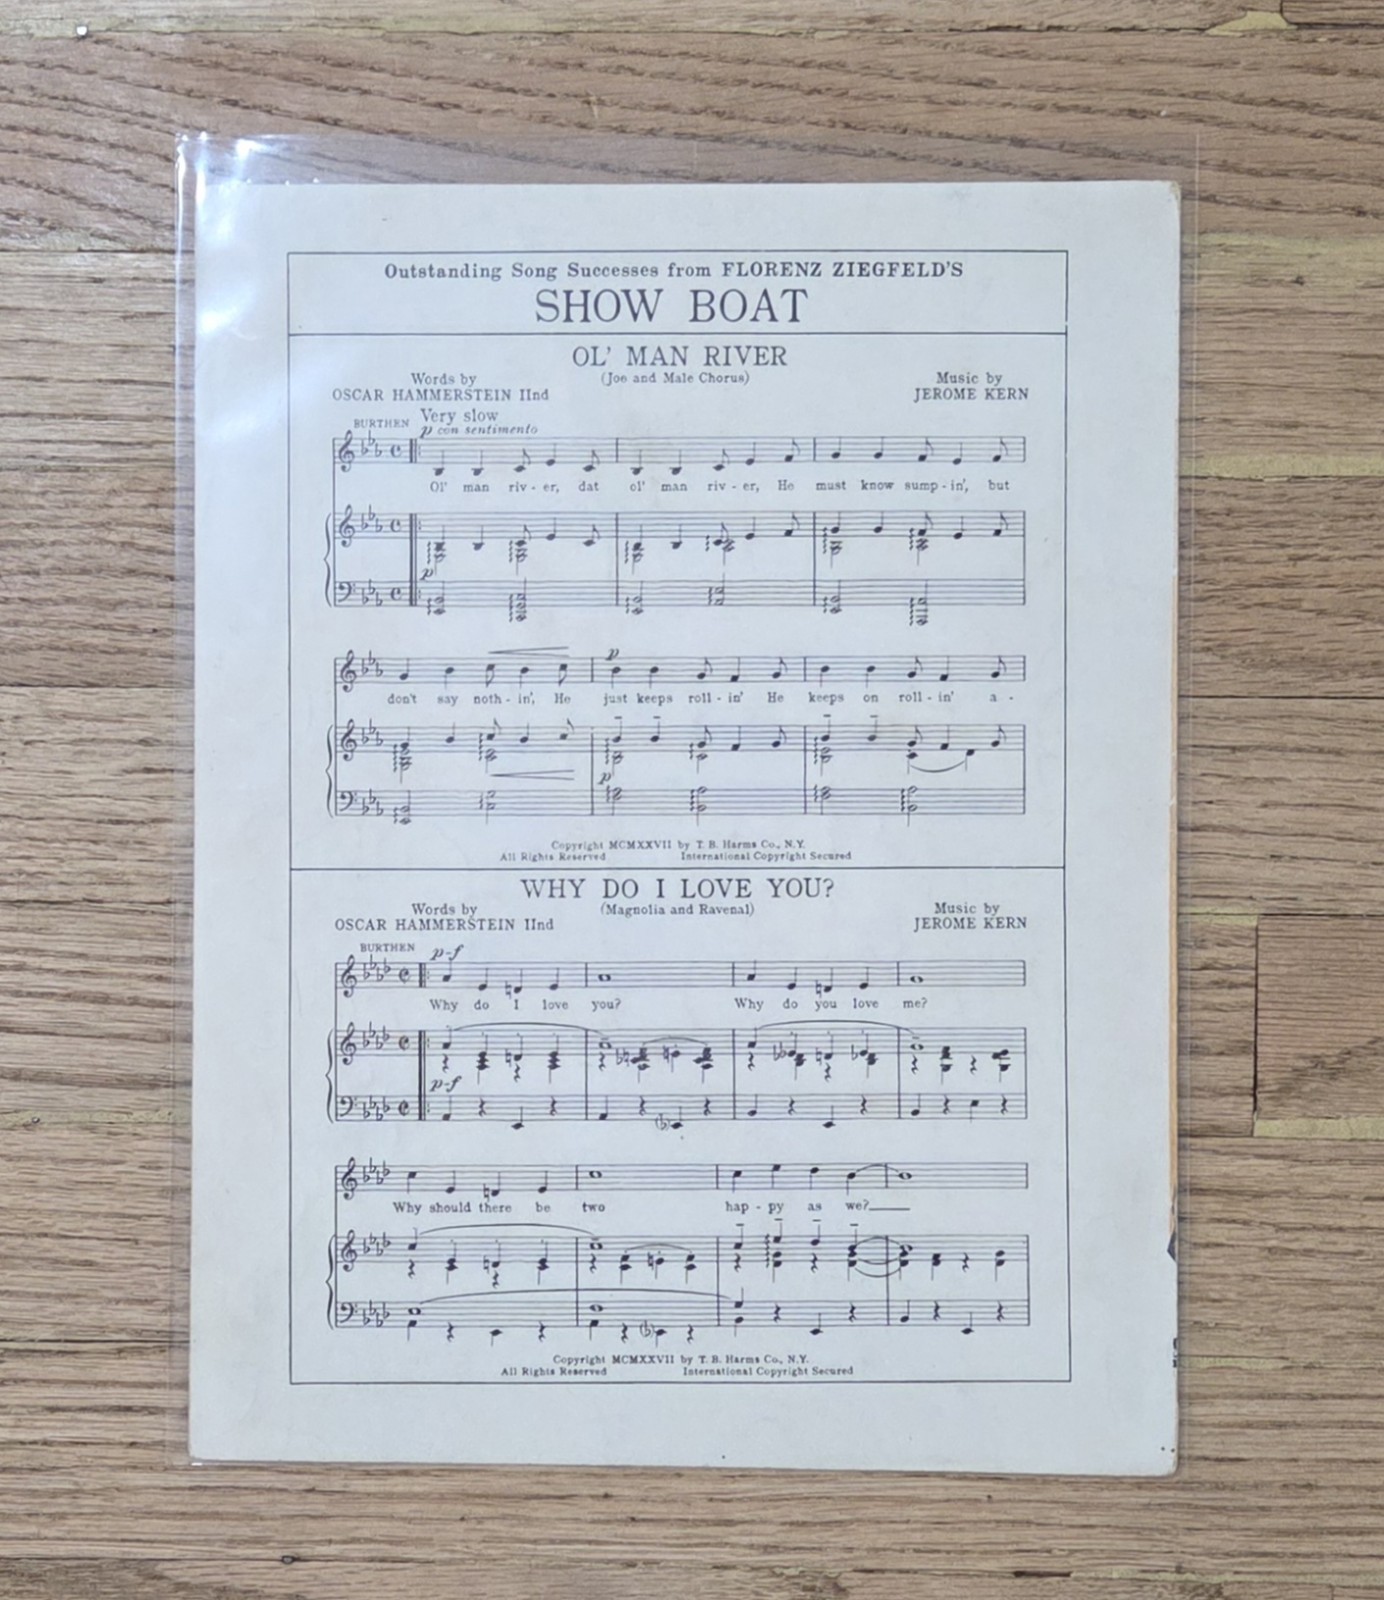 Outstanding Song Successes from FLORENZ ZIEGFELD'S
SHOW BOAT
OL' MAN RIVER
Words by (Joe and Male Chorus) Music by
OSCAR HAMMERSTEIN IInd JEROME KERN
BURTHEN Very slow
p con sentimento
Ol' man riv - er, dat ol' man riv - er, He must know sump - in', but
p
p
don't say noth - in', He just keeps roll - in' He keeps on roll - in' a -
p
Copyright MCMXXVII by T. B. Harms Co., N.Y.
All Rights Reserved International Copyright Secured
WHY DO I LOVE YOU?
Words by (Magnolia and Ravenal) Music by
OSCAR HAMMERSTEIN IInd JEROME KERN
BURTHEN p-f
Why do I love you? Why do you love me?
p-f
Why should there be two hap - py as we?
Copyright MCMXXVII by T. B. Harms Co., N.Y.
All Rights Reserved International Copyright Secured